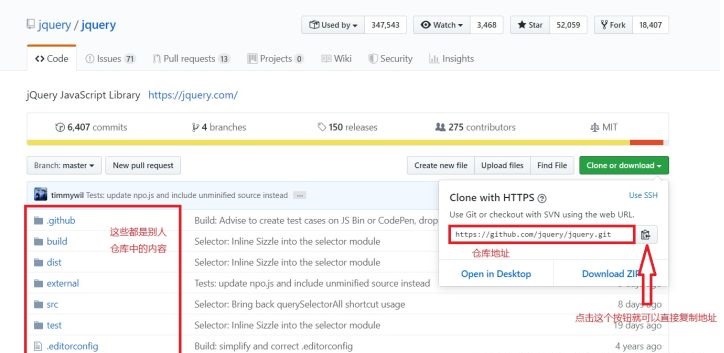 jquery / jquery
Used by 347,543 Watch 3,468 Star 52,059 Fork 18,407
Code Issues 71 Pull requests 13 Projects 0 Wiki Security Insights
jQuery JavaScript Library https://jquery.com/
6,407 commits 4 branches 150 releases 275 contributors MIT
Branch: master New pull request Create new file Upload files Find File Clone or download
timmywil Tests: update npo.js and include unminified source instead ...
Clone with HTTPS Use SSH
Use Git or checkout with SVN using the web URL.
https://github.com/jquery/jquery.git
仓库地址
Open in Desktop Download ZIP
点击这个按钮就可以直接复制地址
这些都是别人
仓库中的内容
.github Build: Advise to create test cases on JS Bin or CodePen, drop
build Selector: Inline Sizzle into the selector module
dist Selector: Inline Sizzle into the selector module
external Tests: update npo.js and include unminified source instead
src Selector: Bring back querySelectorAll shortcut usage 8 days ago
test Selector: Inline Sizzle into the selector module 19 days ago
.editorconfig Build: simplify and correct .editorconfig 4 years ago